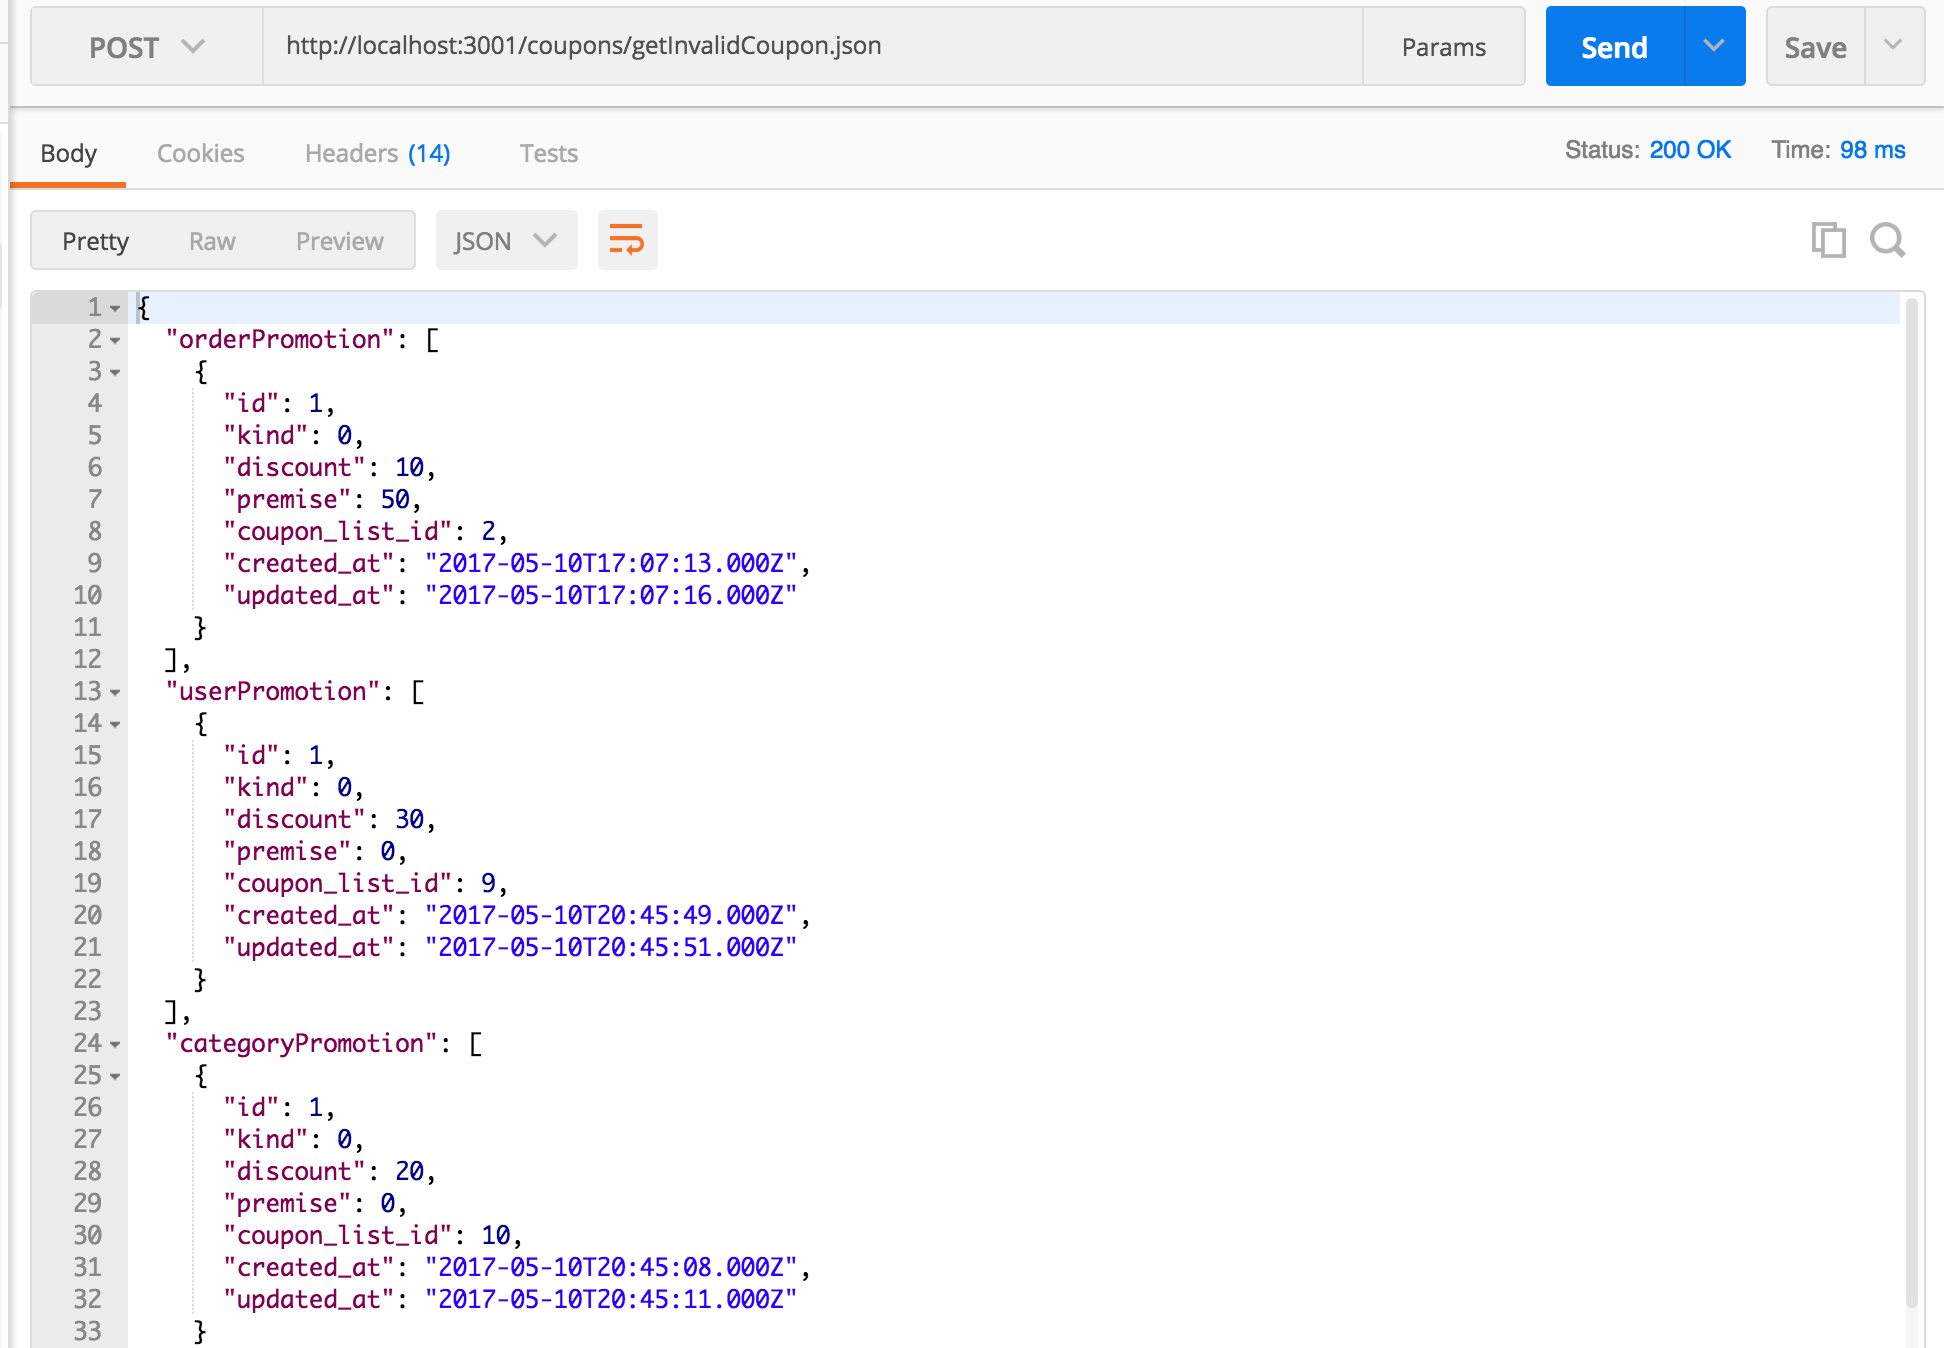 POST http://localhost:3001/coupons/getInvalidCoupon.json Params Send Save
Body Cookies Headers (14) Tests Status: 200 OK Time: 98 ms
Pretty Raw Preview JSON
1 {
2 "orderPromotion": [
3 {
4 "id": 1,
5 "kind": 0,
6 "discount": 10,
7 "premise": 50,
8 "coupon_list_id": 2,
9 "created_at": "2017-05-10T17:07:13.000Z",
10 "updated_at": "2017-05-10T17:07:16.000Z"
11 }
12 ],
13 "userPromotion": [
14 {
15 "id": 1,
16 "kind": 0,
17 "discount": 30,
18 "premise": 0,
19 "coupon_list_id": 9,
20 "created_at": "2017-05-10T20:45:49.000Z",
21 "updated_at": "2017-05-10T20:45:51.000Z"
22 }
23 ],
24 "categoryPromotion": [
25 {
26 "id": 1,
27 "kind": 0,
28 "discount": 20,
29 "premise": 0,
30 "coupon_list_id": 10,
31 "created_at": "2017-05-10T20:45:08.000Z",
32 "updated_at": "2017-05-10T20:45:11.000Z"
33 }